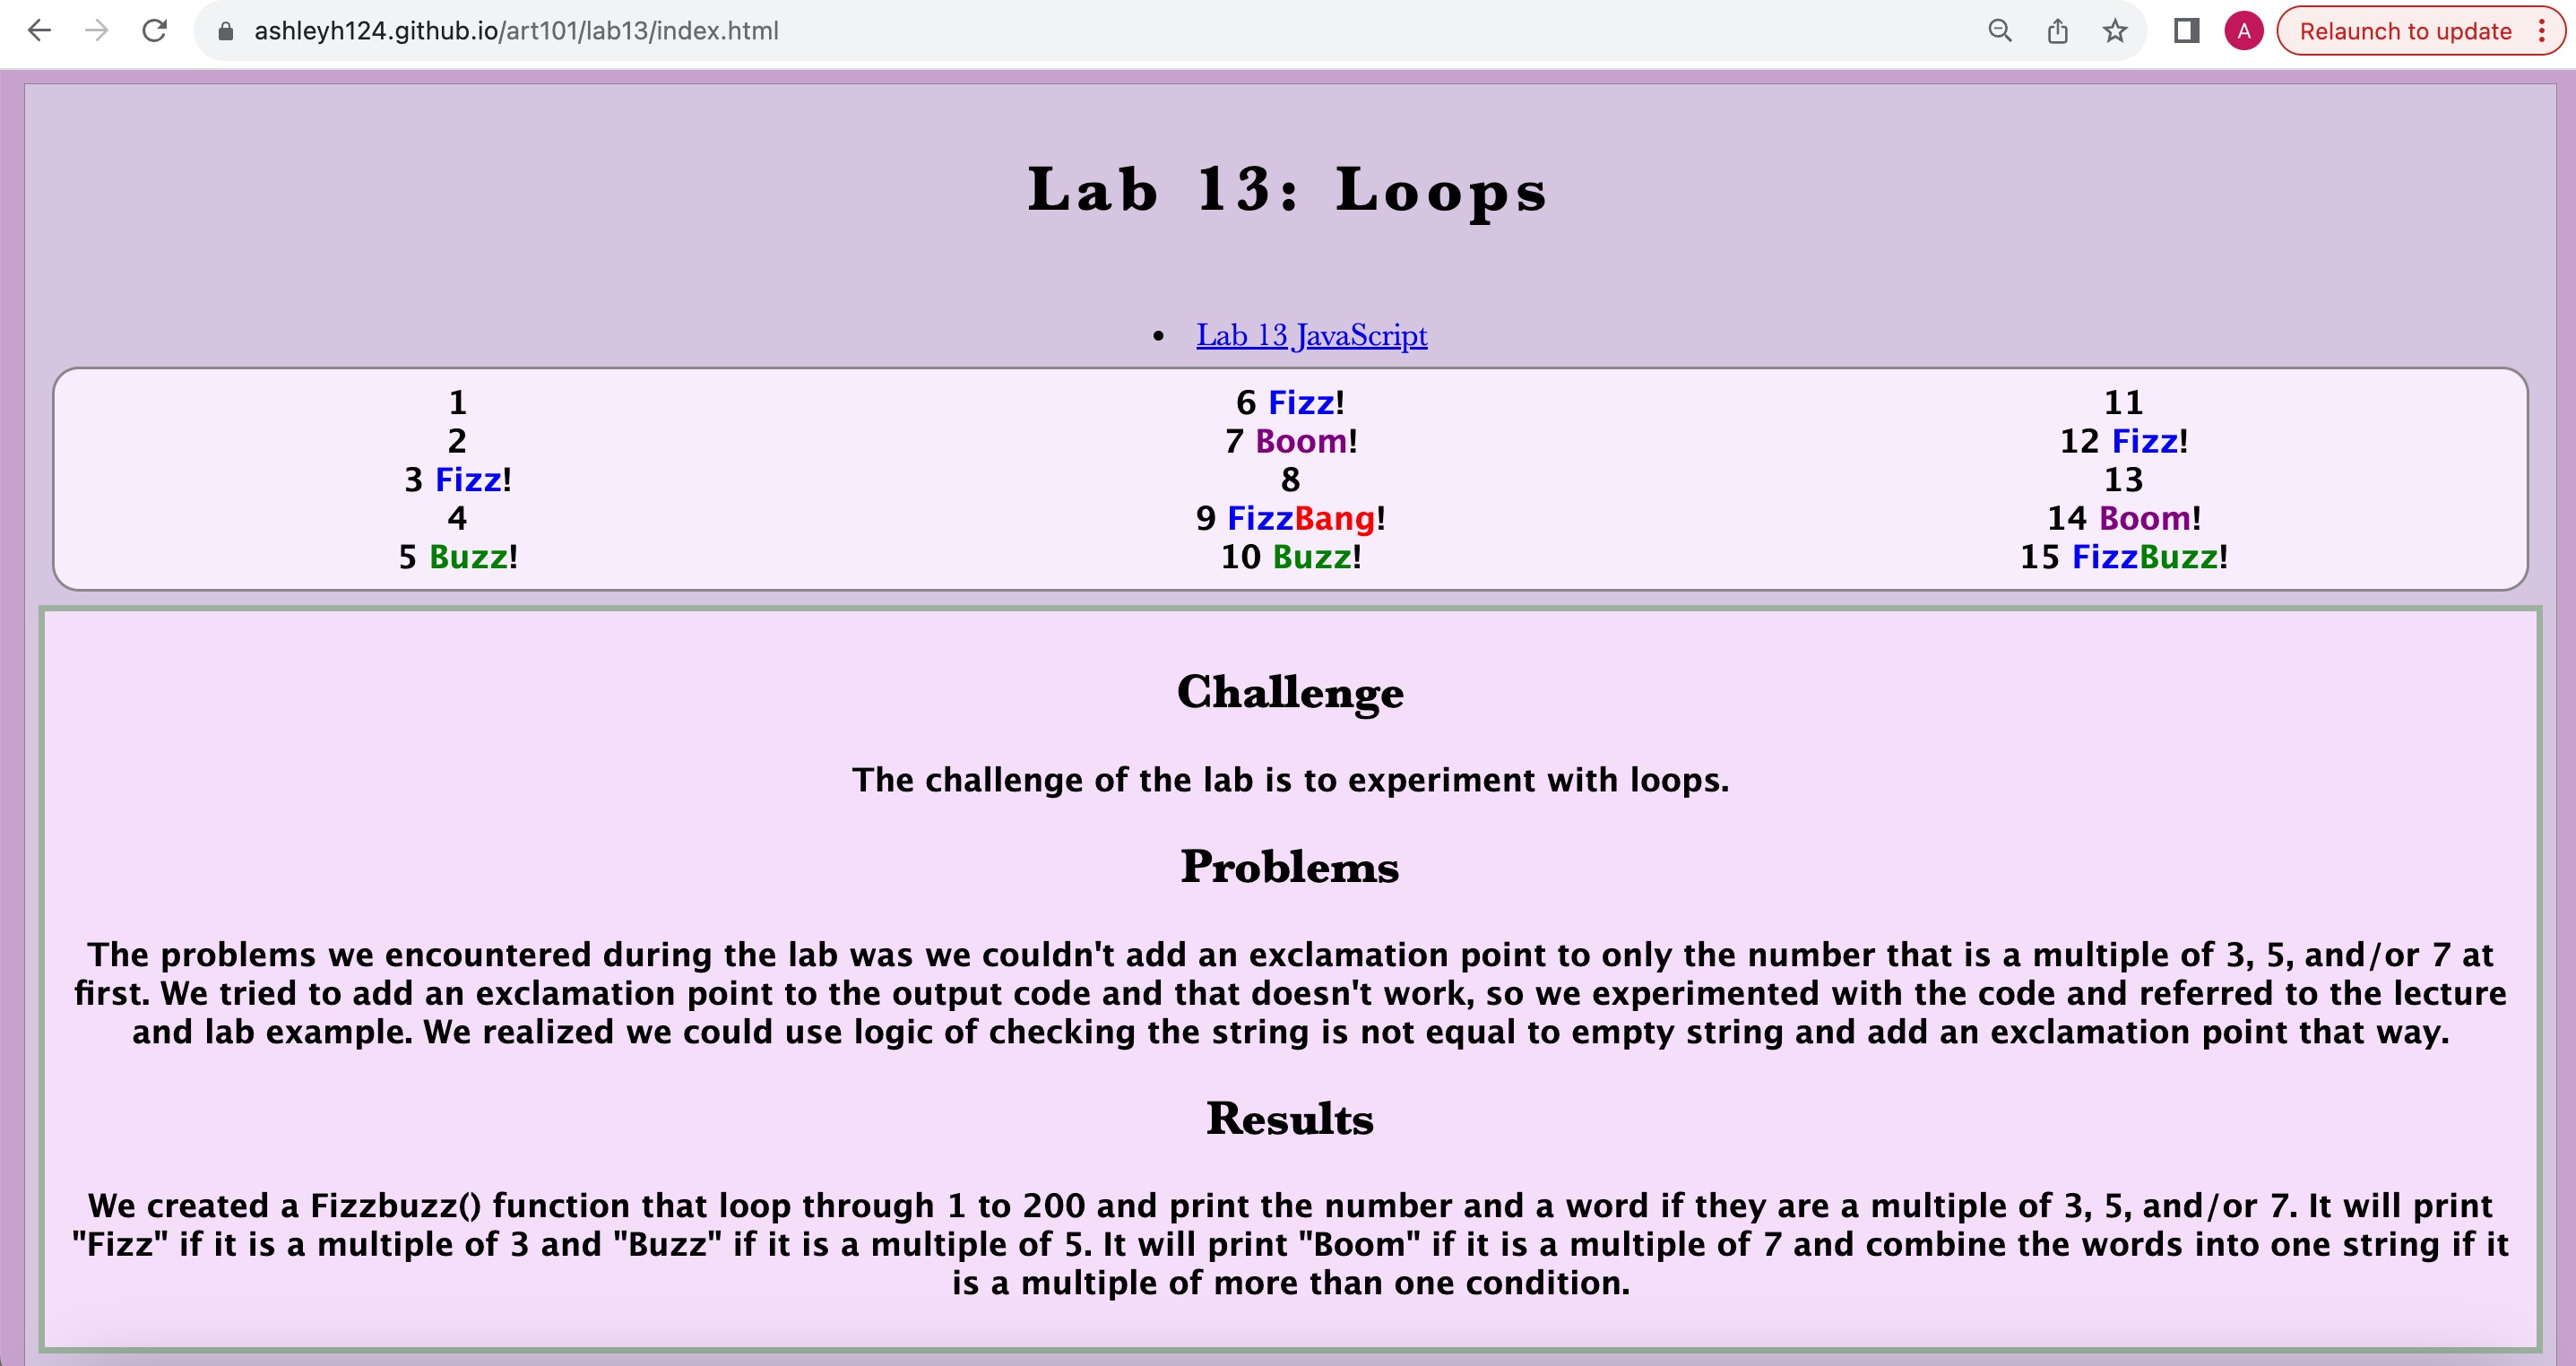 ashleyh124.github.io/art101/lab13/index.html
A
Relaunch to update
Lab 13: Loops
• Lab 13 JavaScript
1
2
3 Fizz!
4
5 Buzz!
6 Fizz!
7 Boom!
8
9 FizzBang!
10 Buzz!
11
12 Fizz!
13
14 Boom!
15 FizzBuzz!
Challenge
The challenge of the lab is to experiment with loops.
Problems
The problems we encountered during the lab was we couldn't add an exclamation point to only the number that is a multiple of 3, 5, and/or 7 at
first. We tried to add an exclamation point to the output code and that doesn't work, so we experimented with the code and referred to the lecture
and lab example. We realized we could use logic of checking the string is not equal to empty string and add an exclamation point that way.
Results
We created a Fizzbuzz() function that loop through 1 to 200 and print the number and a word if they are a multiple of 3, 5, and/or 7. It will print
"Fizz" if it is a multiple of 3 and "Buzz" if it is a multiple of 5. It will print "Boom" if it is a multiple of 7 and combine the words into one string if it
is a multiple of more than one condition.